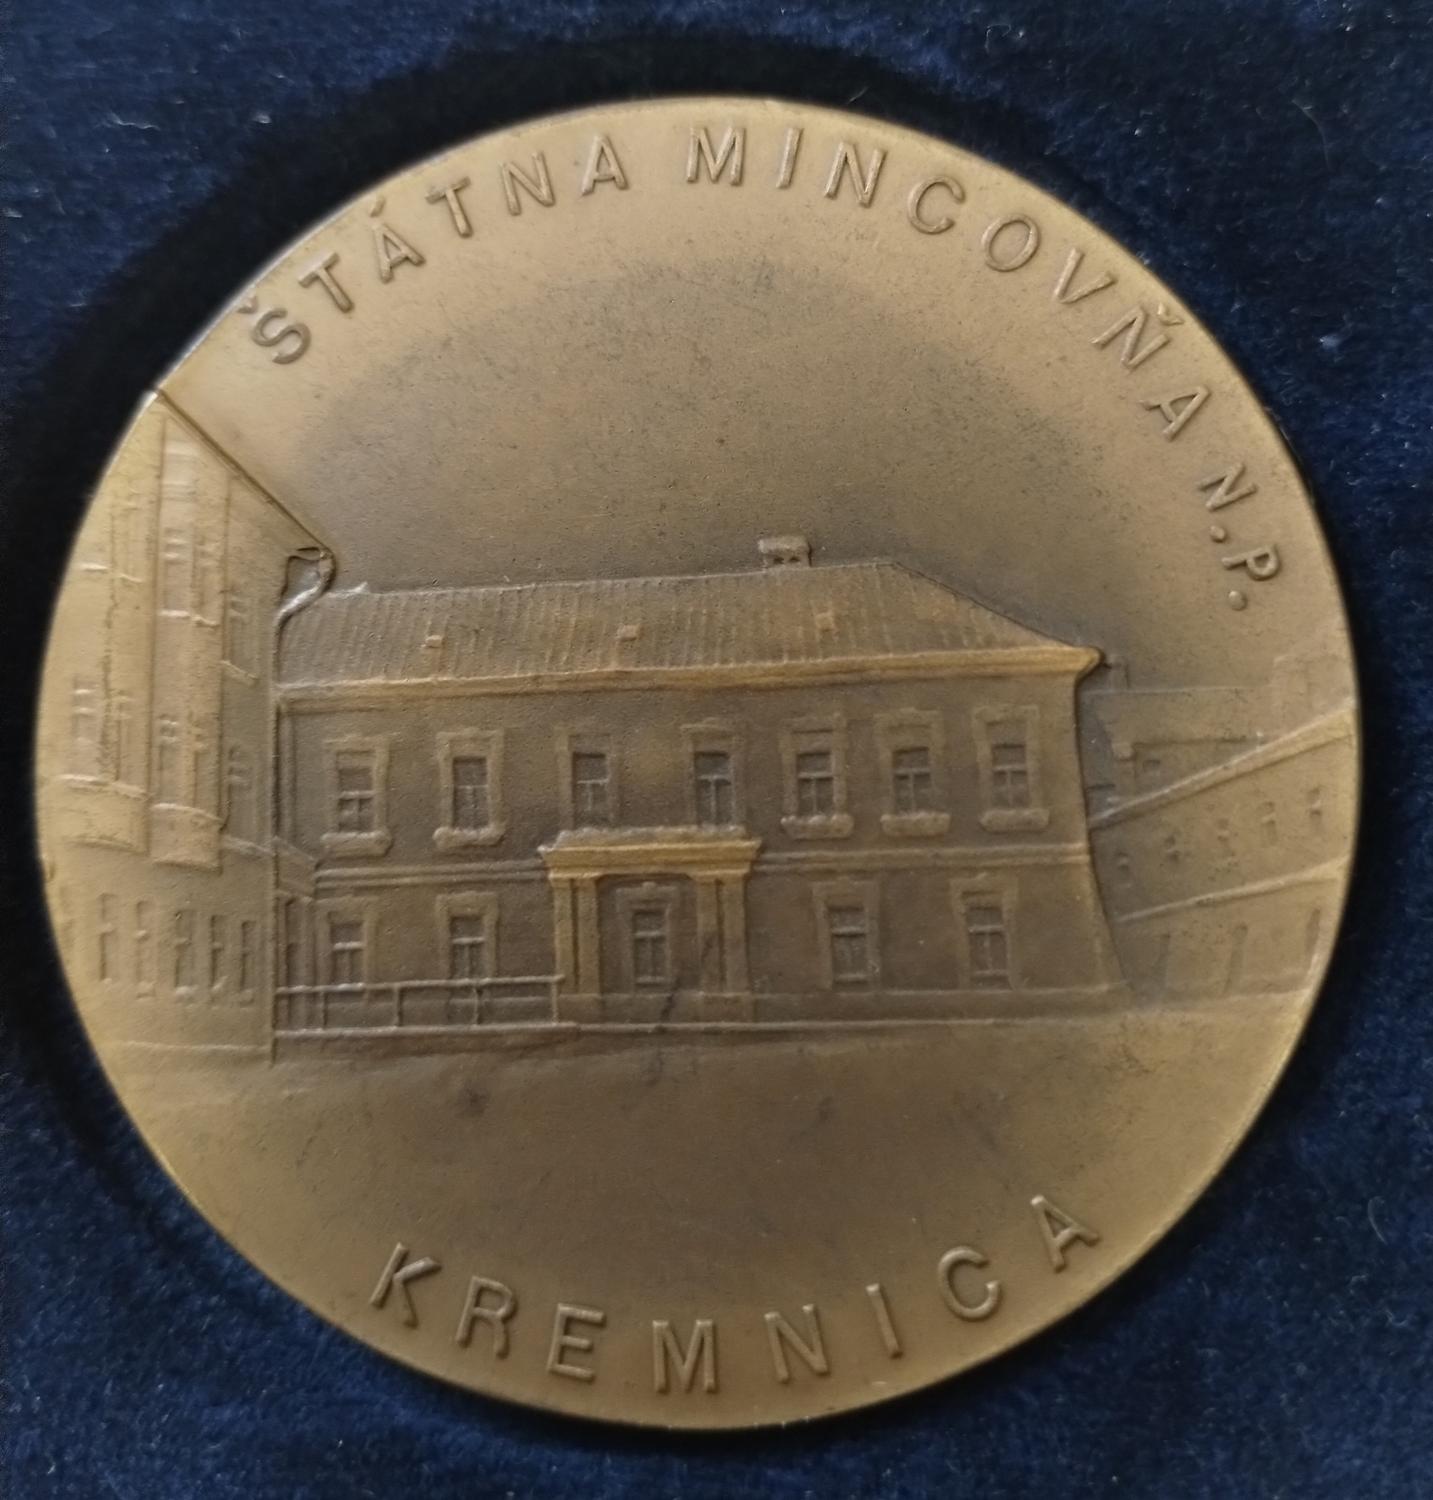 ŠTÁTNA MINCOVŇA N.P.
KREMNICA